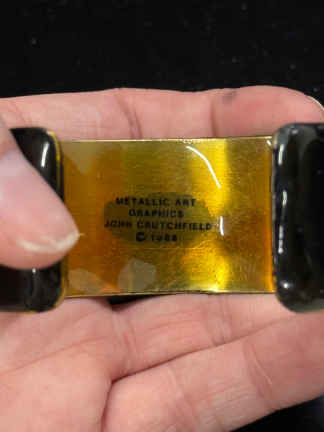 METALLIC ART
GRAPHICS
JOHN CRUTCHFIELD
© 1988